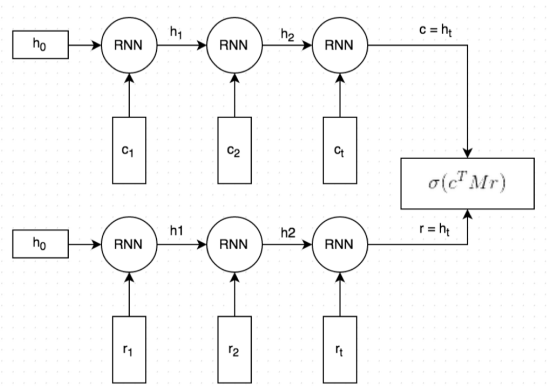 h₁ h₂ c = hₜ
h₀ RNN RNN RNN
c₁ c₂ cₜ
σ(cᵀMr)
h1 h2 r = hₜ
h₀ RNN RNN RNN
r₁ r₂ rₜ